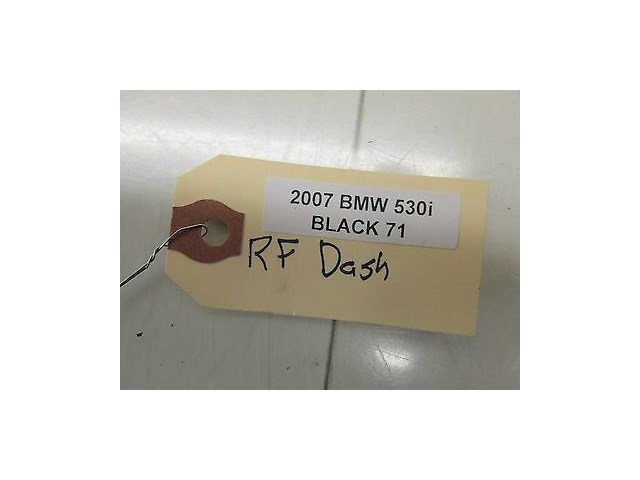 2007 BMW 530i
BLACK 71
RF Dash